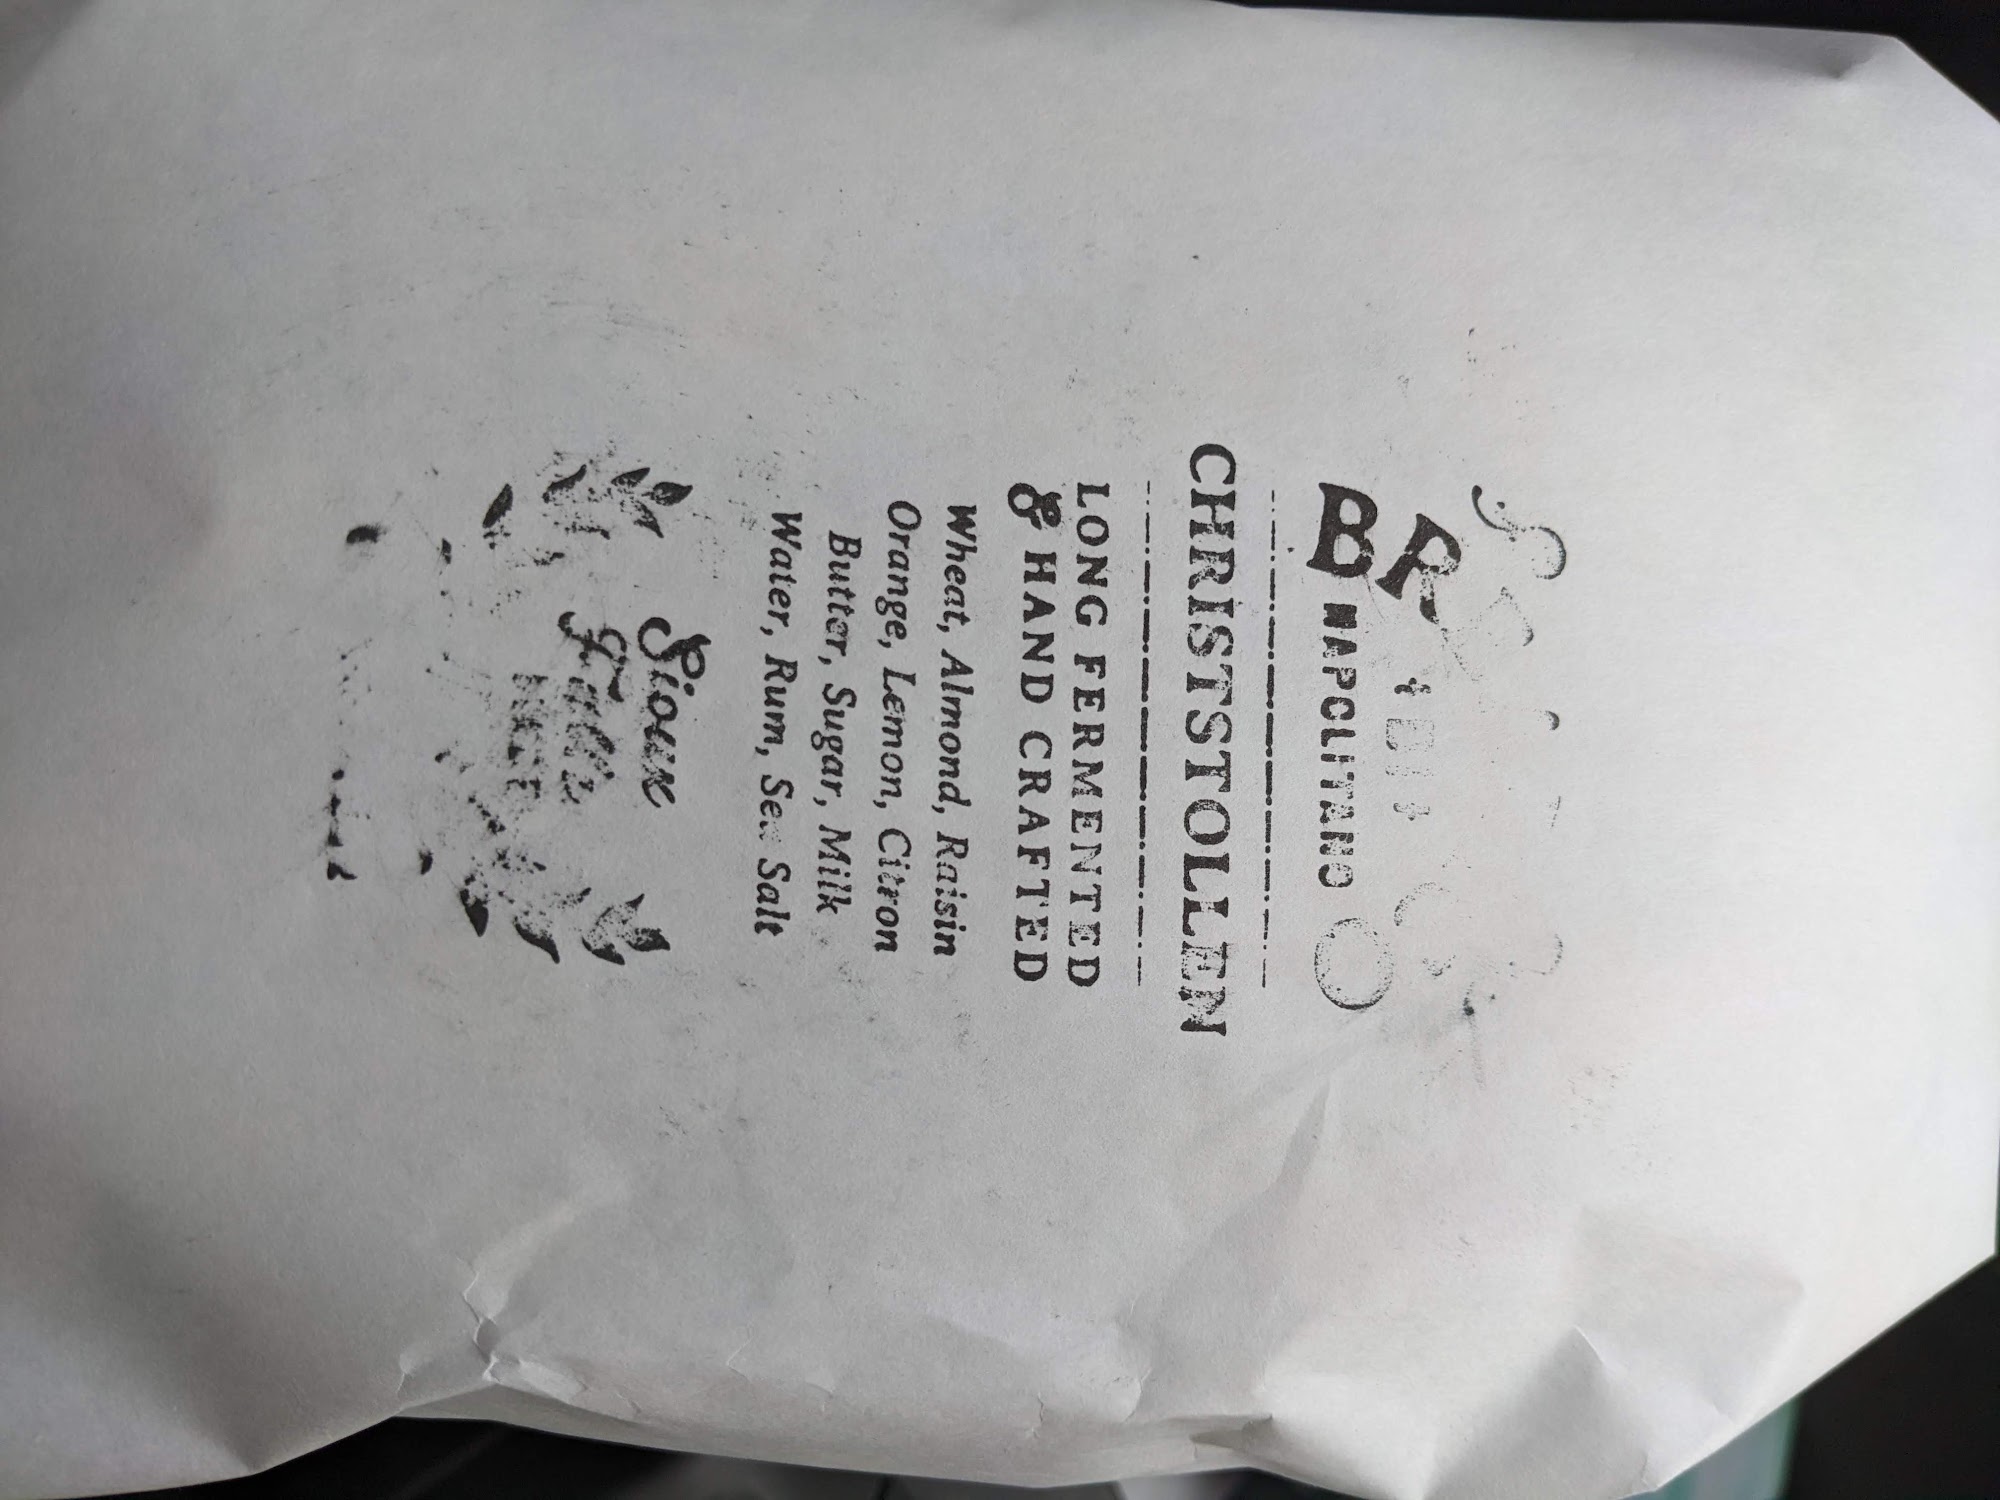 NAPOLITANO
CHRISTSTOLLEN
LONG FERMENTED
& HAND CRAFTED
Wheat, Almond, Raisin
Orange, Lemon, Citron
Butter, Sugar, Milk
Water, Rum, Sea Salt
Sioux
Falls